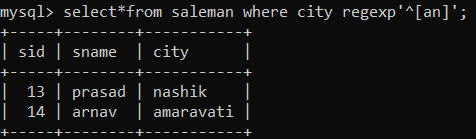 mysql> select*from saleman where city regexp'^[an]';
+-----+--------+-----------+
| sid | sname  | city      |
+-----+--------+-----------+
|  13 | prasad | nashik    |
|  14 | arnav  | amaravati |
+-----+--------+-----------+